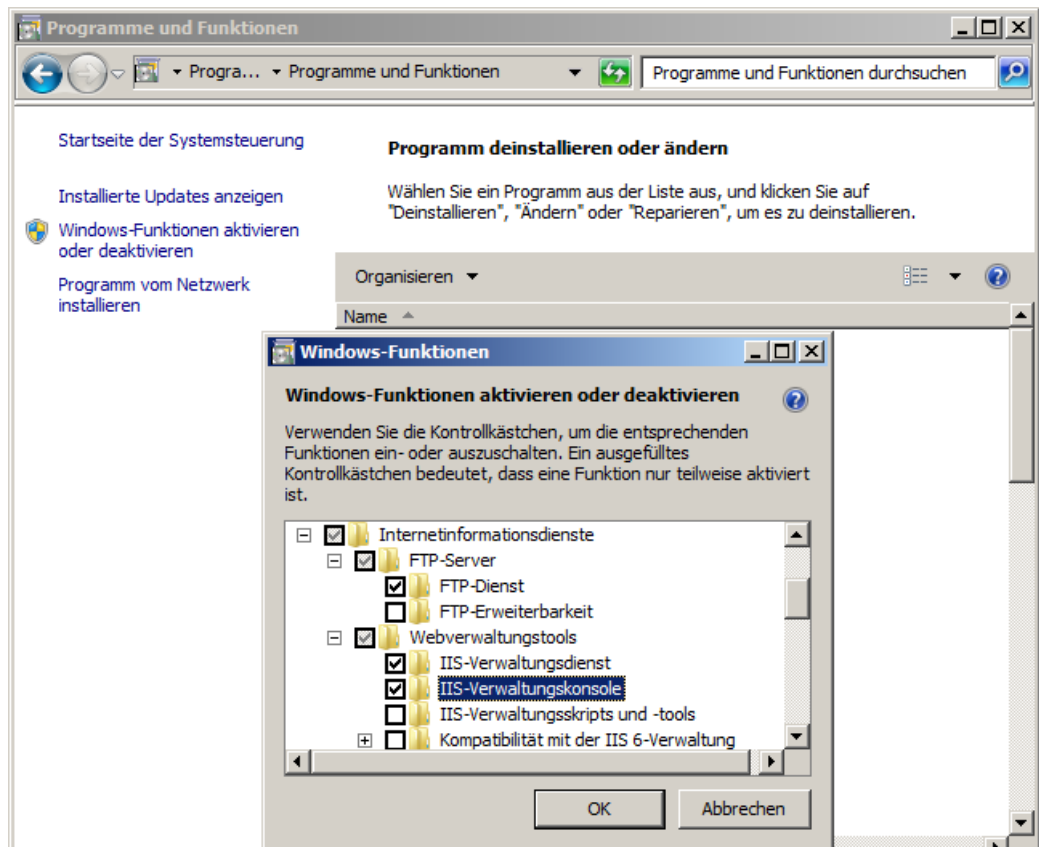 Programme und Funktionen
Progra... Programme und Funktionen
Programme und Funktionen durchsuchen
Startseite der Systemsteuerung
Installierte Updates anzeigen
Windows-Funktionen aktivieren
oder deaktivieren
Programm vom Netzwerk
installieren
Programm deinstallieren oder ändern
Wählen Sie ein Programm aus der Liste aus, und klicken Sie auf
"Deinstallieren", "Ändern" oder "Reparieren", um es zu deinstallieren.
Organisieren
Name
Windows-Funktionen
Windows-Funktionen aktivieren oder deaktivieren
Verwenden Sie die Kontrollkästchen, um die entsprechenden
Funktionen ein- oder auszuschalten. Ein ausgefülltes
Kontrollkästchen bedeutet, dass eine Funktion nur teilweise aktiviert
ist.
Internetinformationsdienste
FTP-Server
FTP-Dienst
FTP-Erweiterbarkeit
Webverwaltungstools
IIS-Verwaltungsdienst
IIS-Verwaltungskonsole
IIS-Verwaltungsskripts und -tools
Kompatibilität mit der IIS 6-Verwaltung
OK
Abbrechen